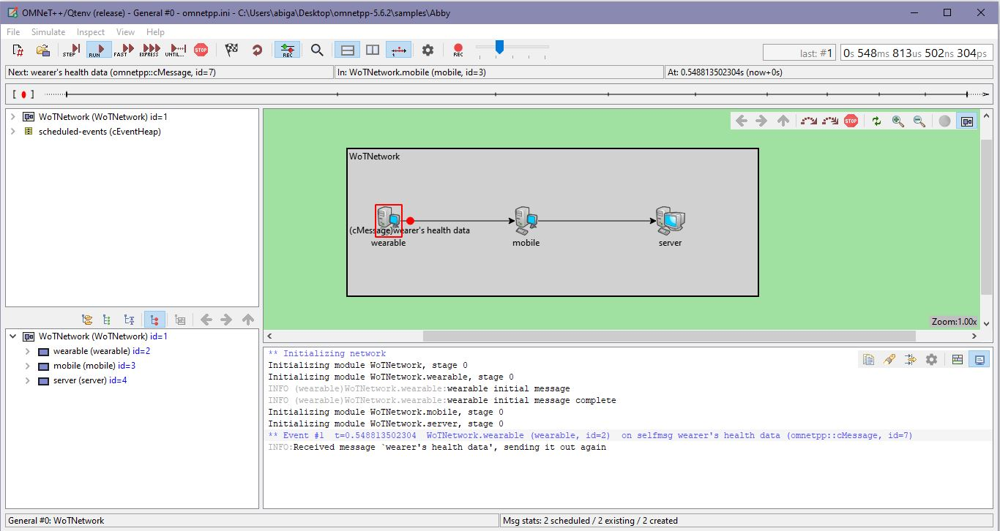 OMNeT++/Qtenv (release) - General #0 - omnetpp.ini - C:\Users\abiga\Desktop\omnetpp-5.6.2\samples\Abby
File Simulate Inspect View Help
STEP RUN FAST EXPRESS UNTIL... STOP REC REC last: #1 0s 548ms 813us 502ns 304ps
Next: wearer's health data (omnetpp::cMessage, id=7) In: WoTNetwork.mobile (mobile, id=3) At: 0.548813502304s (now+0s)
WoTNetwork (WoTNetwork) id=1
scheduled-events (cEventHeap)
STOP
WoTNetwork
(cMessage)wearer's health data
wearable mobile server
Zoom:1.00x
WoTNetwork (WoTNetwork) id=1
wearable (wearable) id=2
mobile (mobile) id=3
server (server) id=4
** Initializing network
Initializing module WoTNetwork, stage 0
Initializing module WoTNetwork.wearable, stage 0
INFO (wearable)WoTNetwork.wearable:wearable initial message
INFO (wearable)WoTNetwork.wearable:wearable initial message complete
Initializing module WoTNetwork.mobile, stage 0
Initializing module WoTNetwork.server, stage 0
** Event #1 t=0.548813502304 WoTNetwork.wearable (wearable, id=2) on selfmsg wearer's health data (omnetpp::cMessage, id=7)
INFO:Received message `wearer's health data', sending it out again
General #0: WoTNetwork Msg stats: 2 scheduled / 2 existing / 2 created